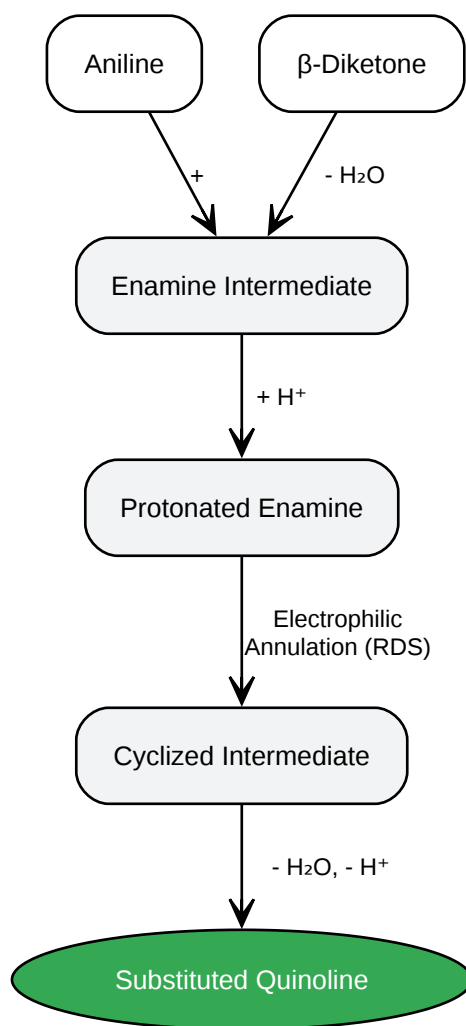 Aniline
β-Diketone
+
- H₂O
Enamine Intermediate
+ H⁺
Protonated Enamine
Electrophilic
Annulation (RDS)
Cyclized Intermediate
- H₂O, - H⁺
Substituted Quinoline